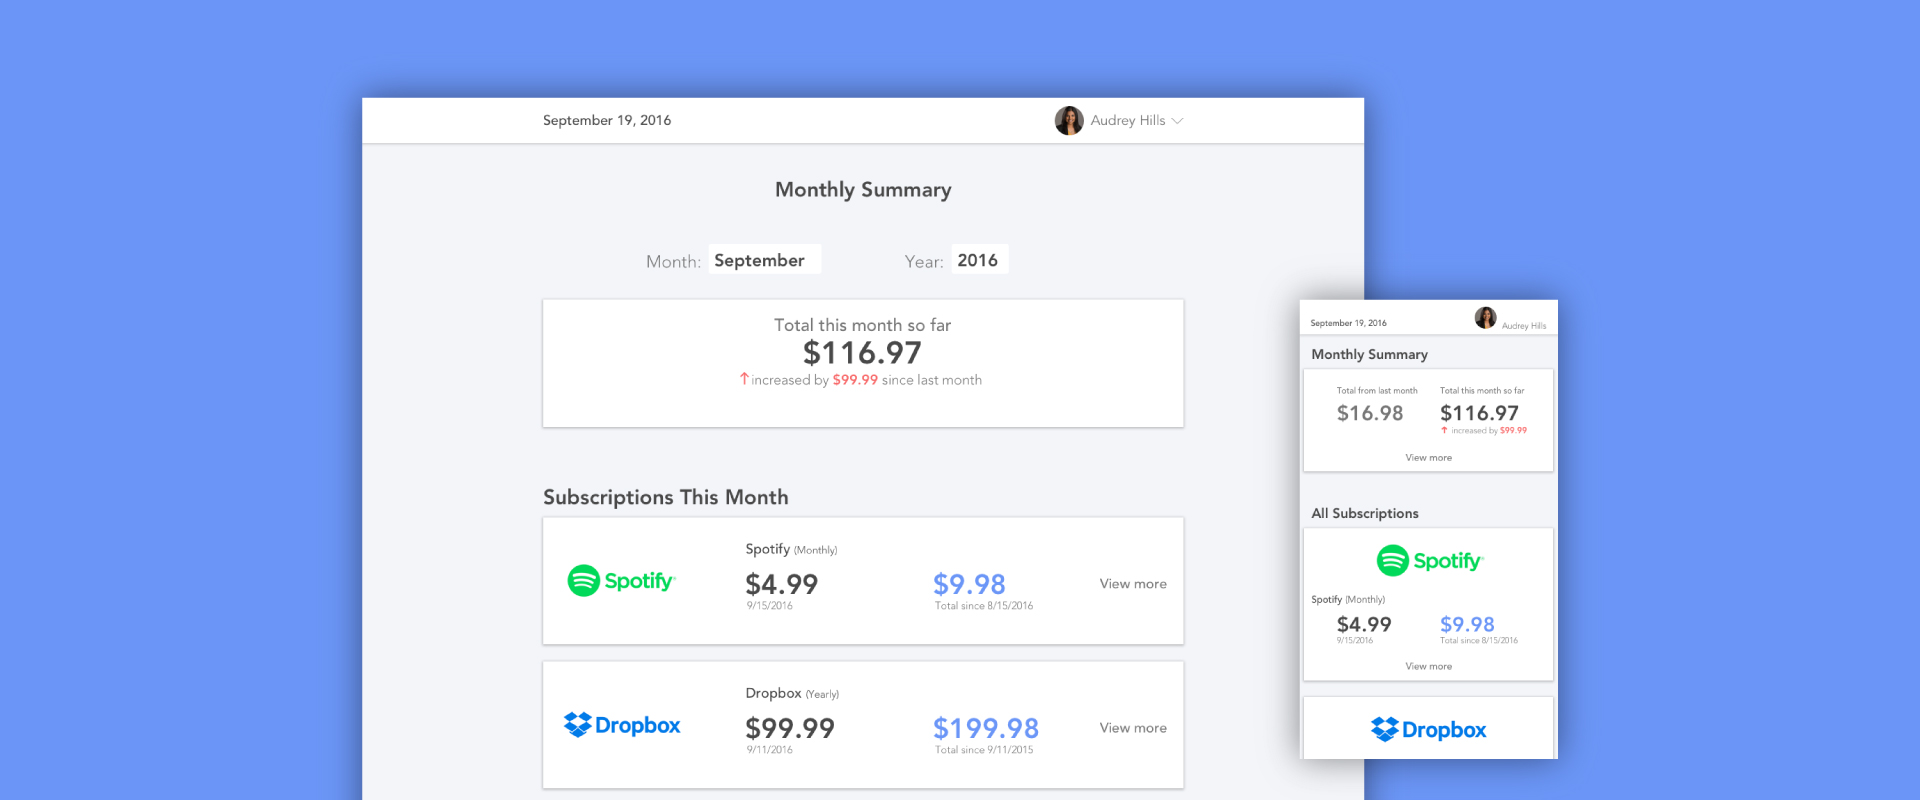 September 19, 2016
Audrey Hills
Monthly Summary
Month: September
Year: 2016
Total this month so far
$116.97
↑increased by $99.99 since last month
Subscriptions This Month
Spotify
Spotify (Monthly)
$4.99
9/15/2016
$9.98
Total since 8/15/2016
View more
Dropbox
Dropbox (Yearly)
$99.99
9/11/2016
$199.98
Total since 9/11/2015
View more
September 19, 2016
Audrey Hills
Monthly Summary
Total from last month
$16.98
Total this month so far
$116.97
↑ increased by $99.99
View more
All Subscriptions
Spotify
Spotify (Monthly)
$4.99
9/15/2016
$9.98
Total since 8/15/2016
View more
Dropbox